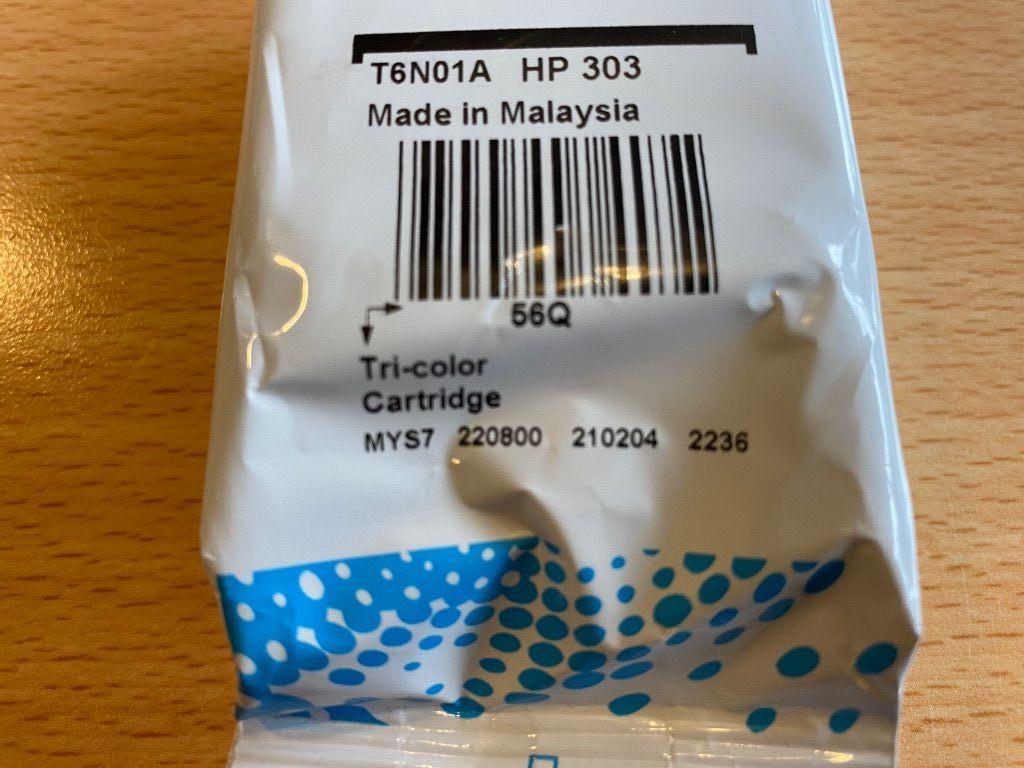 T6N01A HP 303
Made in Malaysia
56Q
Tri-color
Cartridge
MYS7 220800 210204 2236